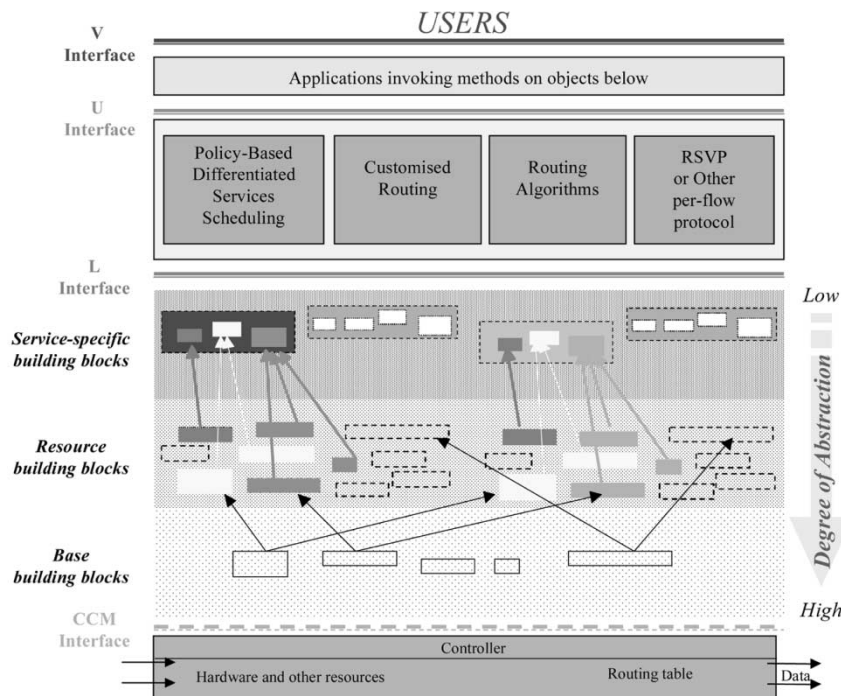 USERS
V
Interface
Applications invoking methods on objects below
U
Interface
Policy-Based
Differentiated
Services
Scheduling
Customised
Routing
Routing
Algorithms
RSVP
or Other
per-flow
protocol
L
Interface
Low
Service-specific
building blocks
Resource
building blocks
Degree of Abstraction
Base
building blocks
High
CCM
Interface
Controller
Hardware and other resources
Routing table
Data